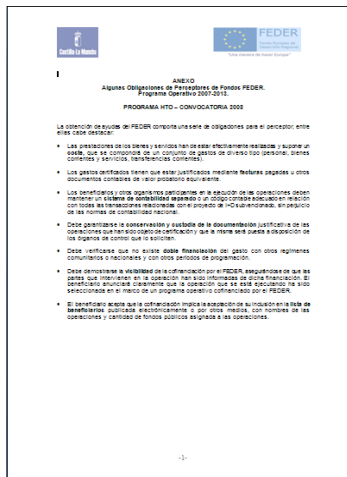 Castilla-La Mancha
FEDER
Fondo Europeo de
Desarrollo Regional
"Una manera de hacer Europa"
ANEXO
Algunas Obligaciones de Perceptores de Fondos FEDER.
Programa Operativo 2007-2013.
PROGRAMA HTO – CONVOCATORIA 2008
La obtención de ayudas del FEDER comporta una serie de obligaciones para el perceptor; entre
ellas cabe destacar:
• Las prestaciones de los bienes y servicios han de estar efectivamente realizadas y suponer un
coste, que se compondrá de un conjunto de gastos de diverso tipo (personal, bienes
corrientes y servicios, transferencias corrientes).
• Los gastos certificados tienen que estar justificados mediante facturas pagadas u otros
documentos contables de valor probatorio equivalente.
• Los beneficiarios y otros organismos participantes en la ejecución de las operaciones deben
mantener un sistema de contabilidad separado o un código contable adecuado en relación
con todas las transacciones relacionadas con el proyecto de I+D subvencionado, sin perjuicio
de las normas de contabilidad nacional.
• Debe garantizarse la conservación y custodia de la documentación justificativa de las
operaciones que han sido objeto de certificación y que la misma será puesta a disposición de
los órganos de control que lo soliciten.
• Debe verificarse que no existe doble financiación del gasto con otros regímenes
comunitarios o nacionales y con otros periodos de programación.
• Debe demostrarse la visibilidad de la cofinanciación por el FEDER, asegurándose de que las
partes que intervienen en la operación han sido informadas de dicha financiación. El
beneficiario anunciará claramente que la operación que se está ejecutando ha sido
seleccionada en el marco de un programa operativo cofinanciado por el FEDER.
• El beneficiario acepta que la cofinanciación implica la aceptación de su inclusión en la lista de
beneficiarios publicada electrónicamente o por otros medios, con nombres de las
operaciones y cantidad de fondos públicos asignada a las operaciones.
-1-